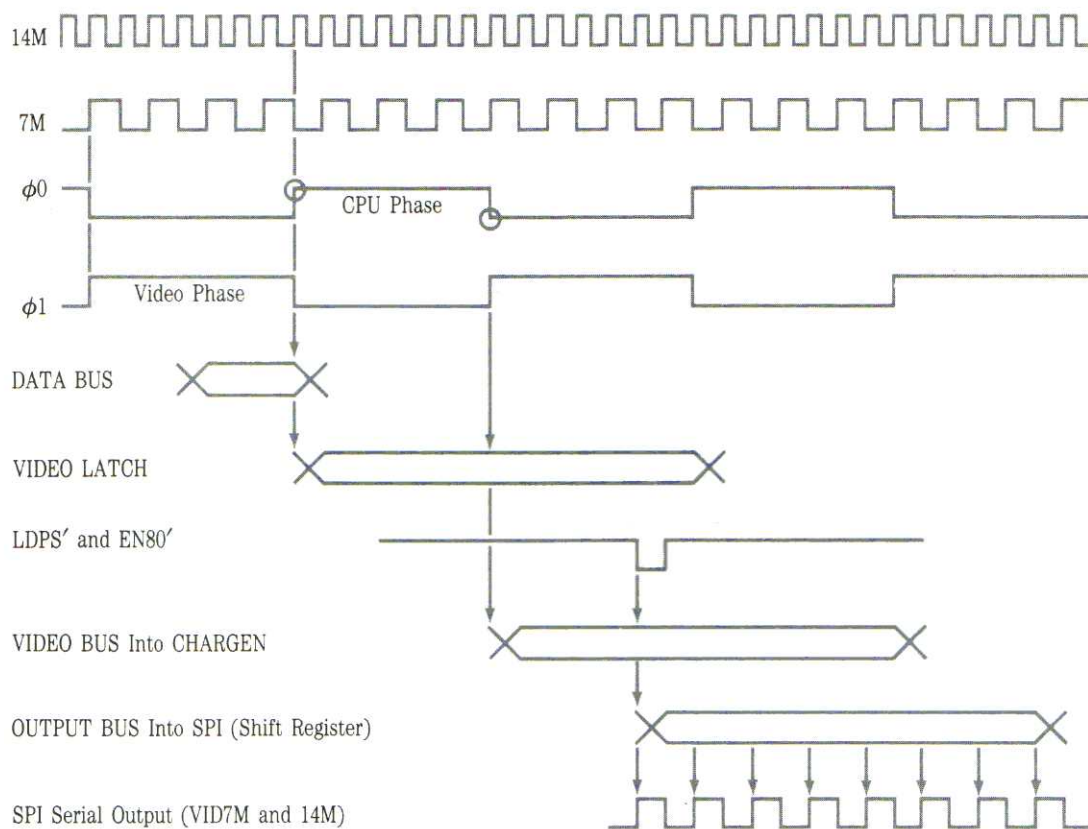 14M
7M
ϕ0
CPU Phase
Video Phase
ϕ1
DATA BUS
VIDEO LATCH
LDPS′ and EN80′
VIDEO BUS Into CHARGEN
OUTPUT BUS Into SPI (Shift Register)
SPI Serial Output (VID7M and 14M)